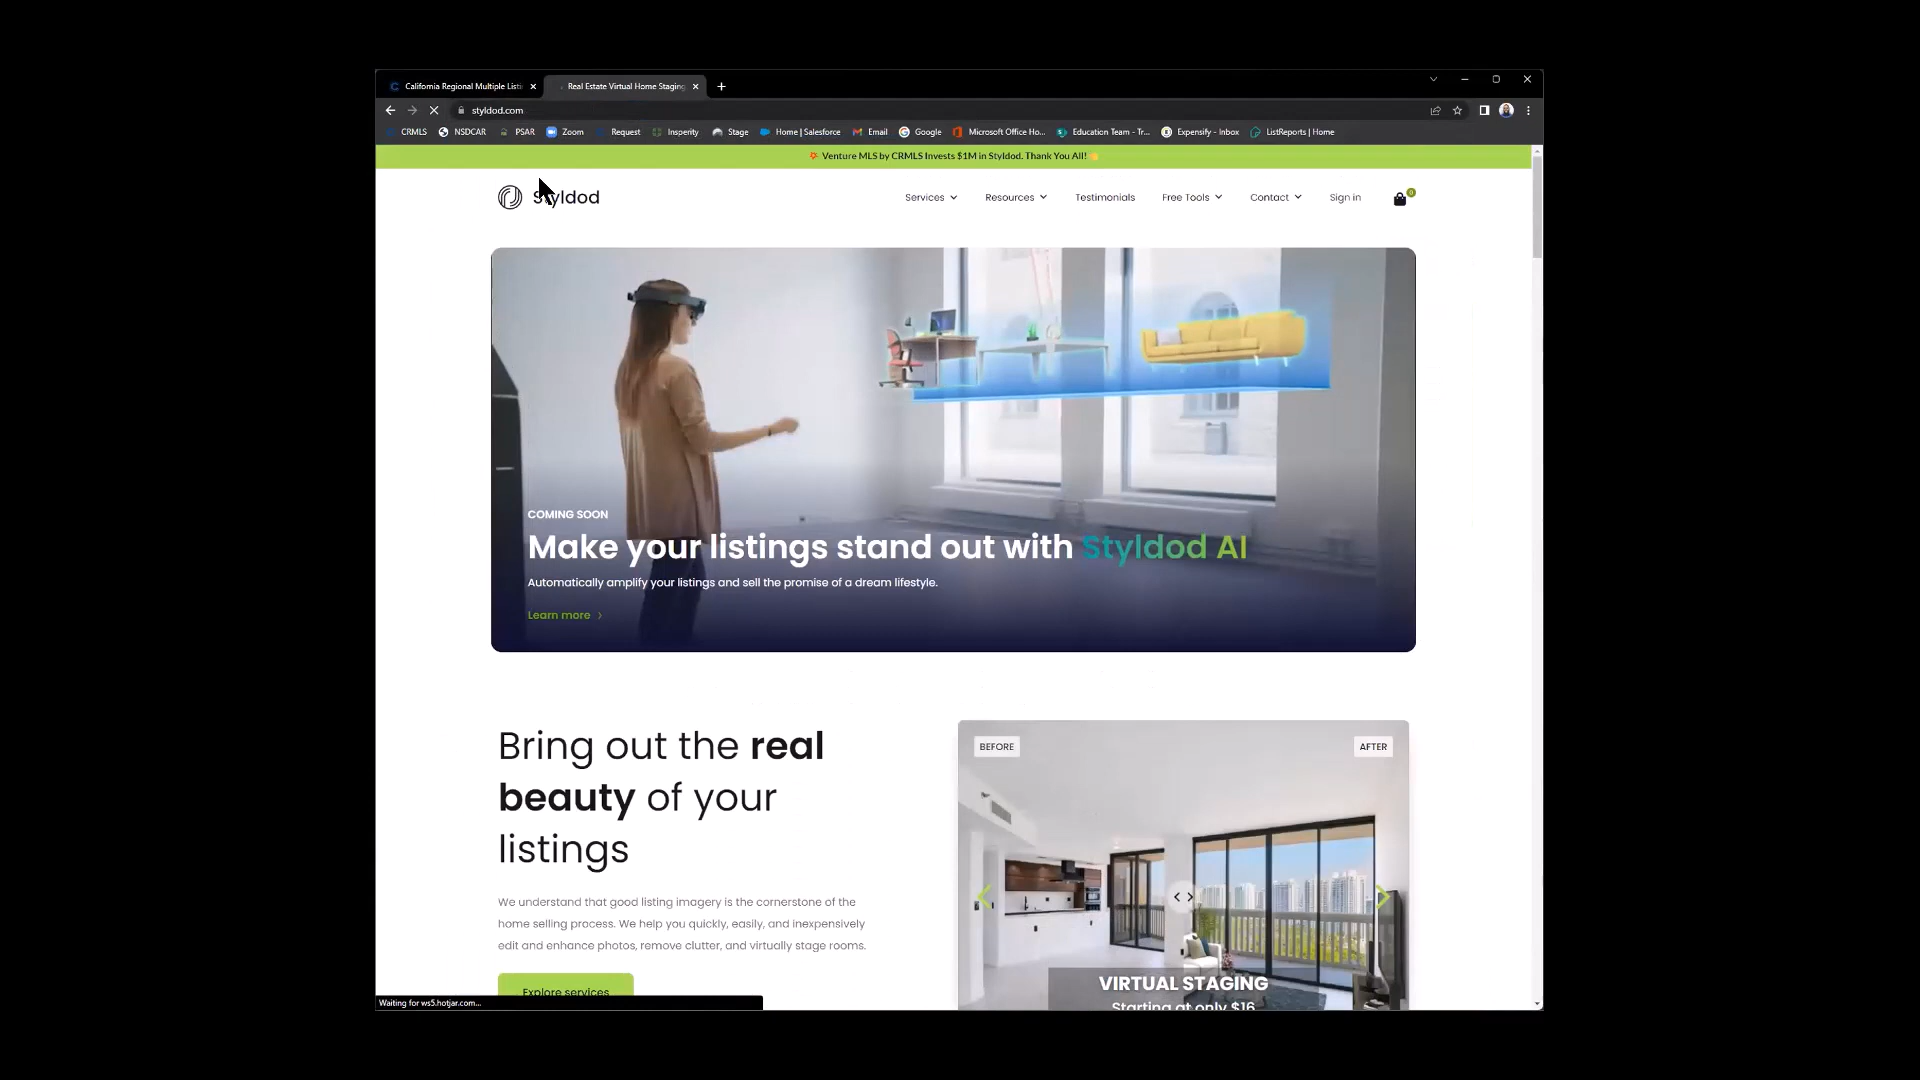 California Regional Multiple Listi
Real Estate Virtual Home Staging
styldod.com
CRMLS NSDCAR PSAR Zoom Request Insperity Stage Home | Salesforce Email Google Microsoft Office Ho... Education Team - Tr... Expensify - Inbox ListReports | Home
Venture MLS by CRMLS Invests $1M in Styldod. Thank You All!
Styldod
Services Resources Testimonials Free Tools Contact Sign in 0
COMING SOON
Make your listings stand out with Styldod AI
Automatically amplify your listings and sell the promise of a dream lifestyle.
Learn more
Bring out the real
beauty of your
listings
We understand that good listing imagery is the cornerstone of the
home selling process. We help you quickly, easily, and inexpensively
edit and enhance photos, remove clutter, and virtually stage rooms.
Explore services
BEFORE AFTER
VIRTUAL STAGING
Starting at only $16
Waiting for ws5.hotjar.com...